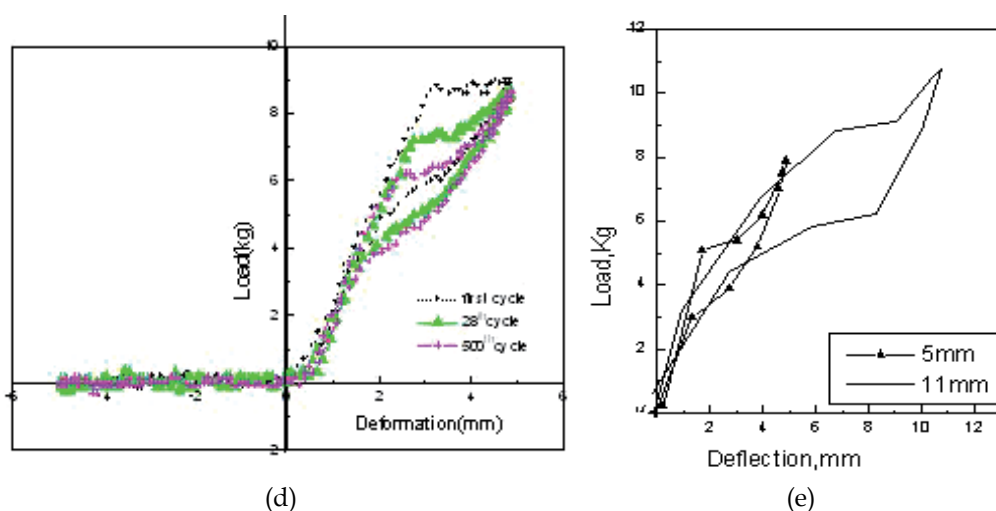 10
8
6
4
2
2
-6
-4
-2
0
2
4
6
Load(kg)
Deformation(mm)
first cycle
28th cycle
500th cycle
(d)
12
10
8
6
4
2
2
4
6
8
10
12
Load,Kg
Deflection,mm
5mm
11mm
(e)